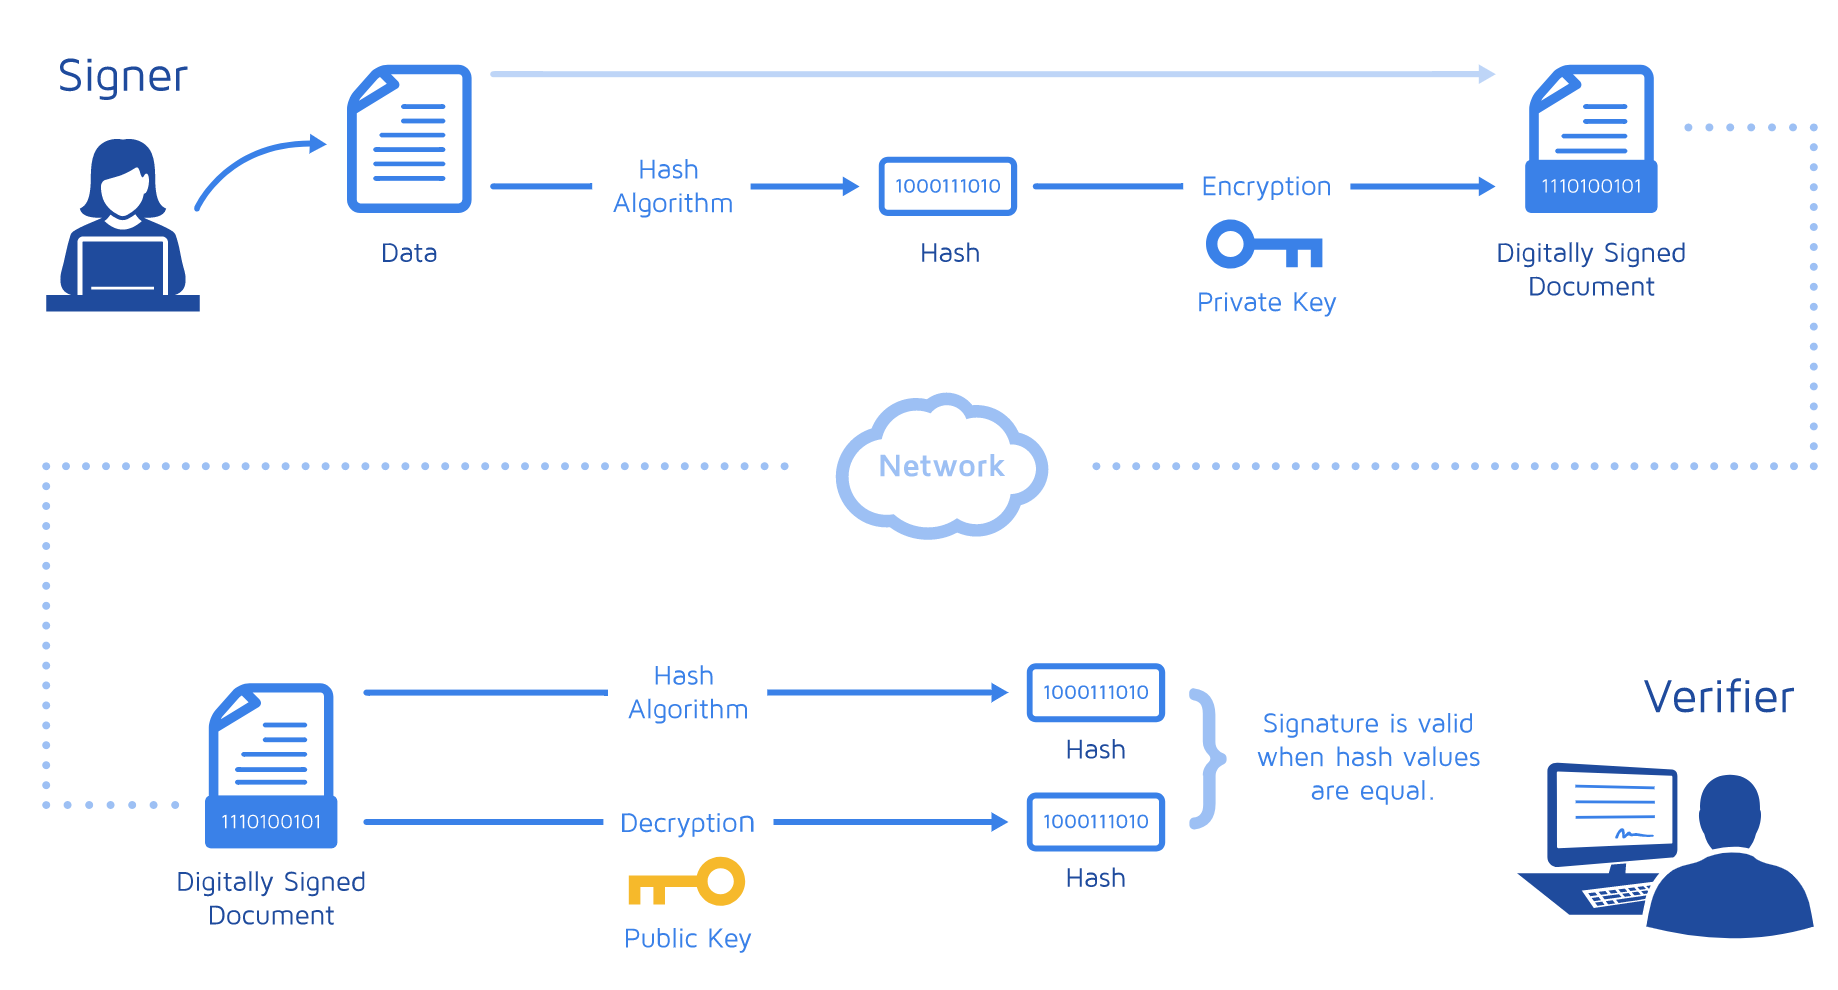 Signer
Data
Hash
Algorithm
1000111010
Hash
Encryption
Private Key
1110100101
Digitally Signed
Document
Network
1110100101
Digitally Signed
Document
Hash
Algorithm
1000111010
Hash
Decryption
Public Key
1000111010
Hash
Signature is valid
when hash values
are equal.
Verifier